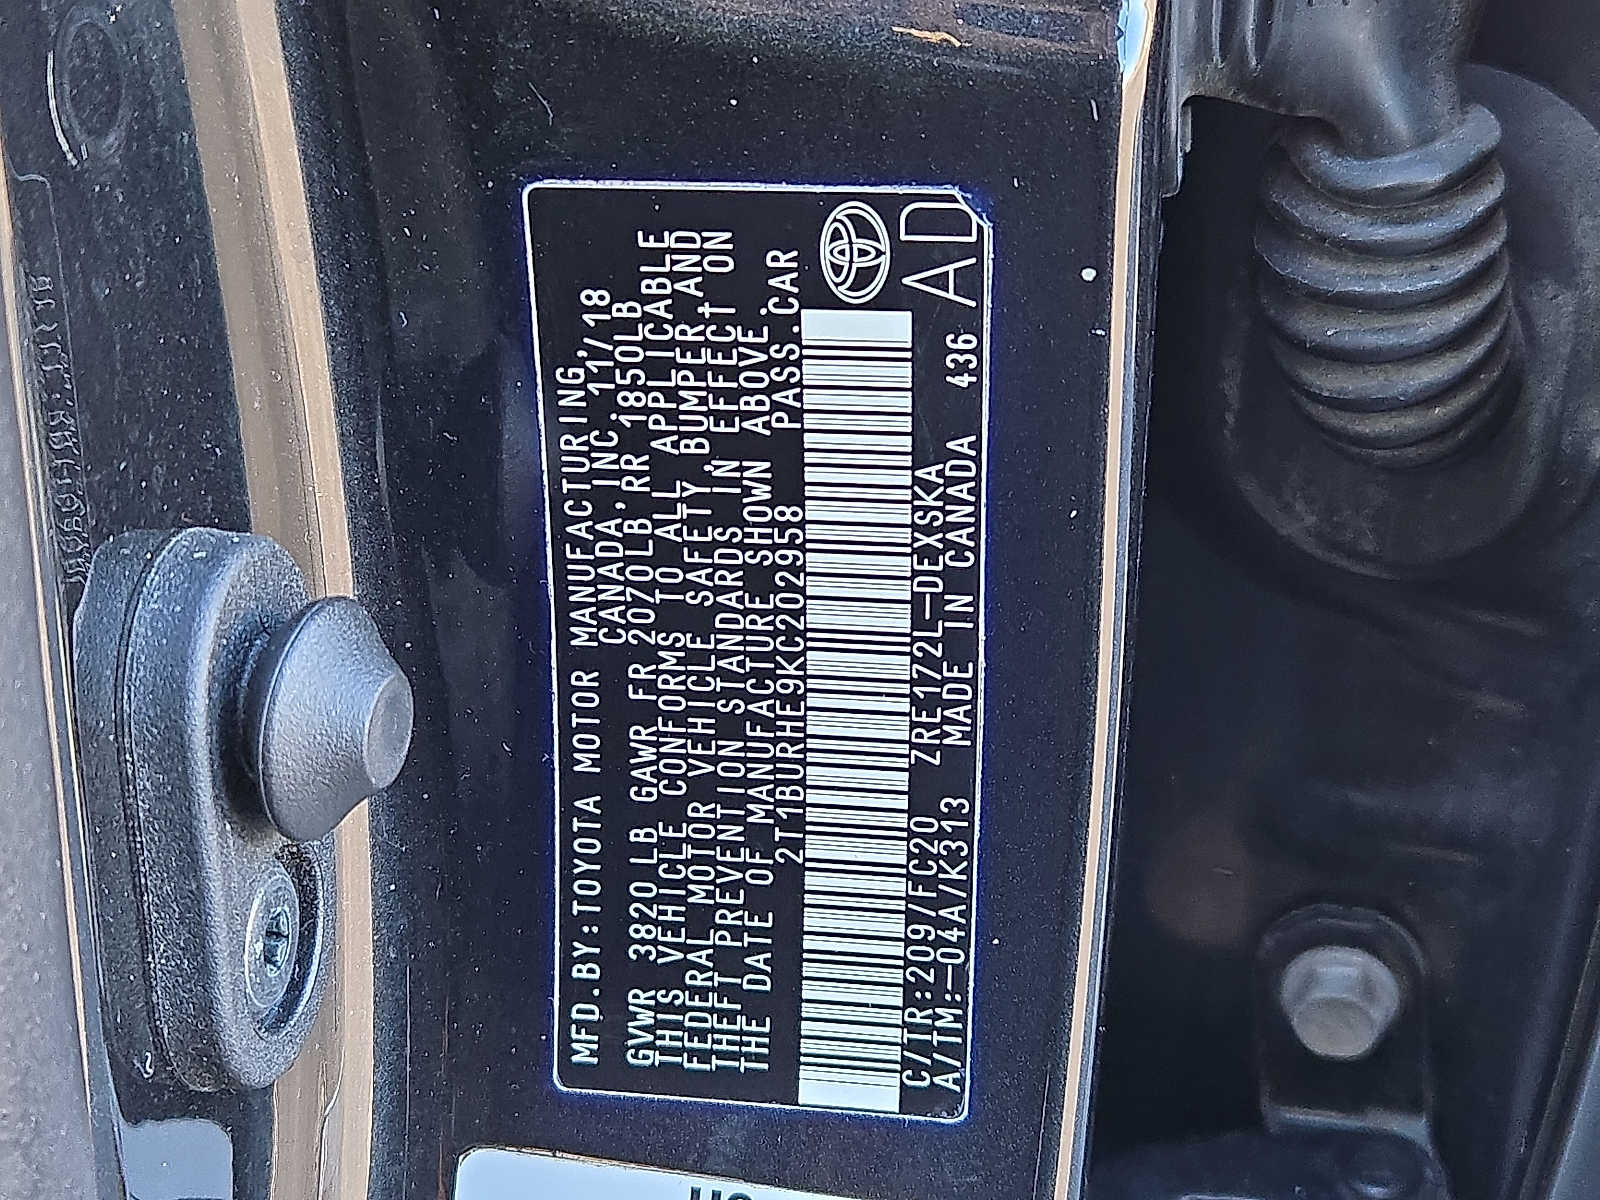 MFD.BY:TOYOTA MOTOR MANUFACTURING,
CANADA,INC. 11/18
GVWR 3820LB GAWR FR 2070LB RR 1850LB
THIS VEHICLE CONFORMS TO ALL APPLICABLE
FEDERAL MOTOR VEHICLE SAFETY,BUMPER,AND
THEFT PREVENTION STANDARDS IN EFFECT ON
THE DATE OF MANUFACTURE SHOWN ABOVE.
2T1BURHE9KC202958 PASS.CAR
C/TR:209/FC20 ZRE172L-DEXSKA
A/TM:-04A/K313 MADE IN CANADA 436
AD